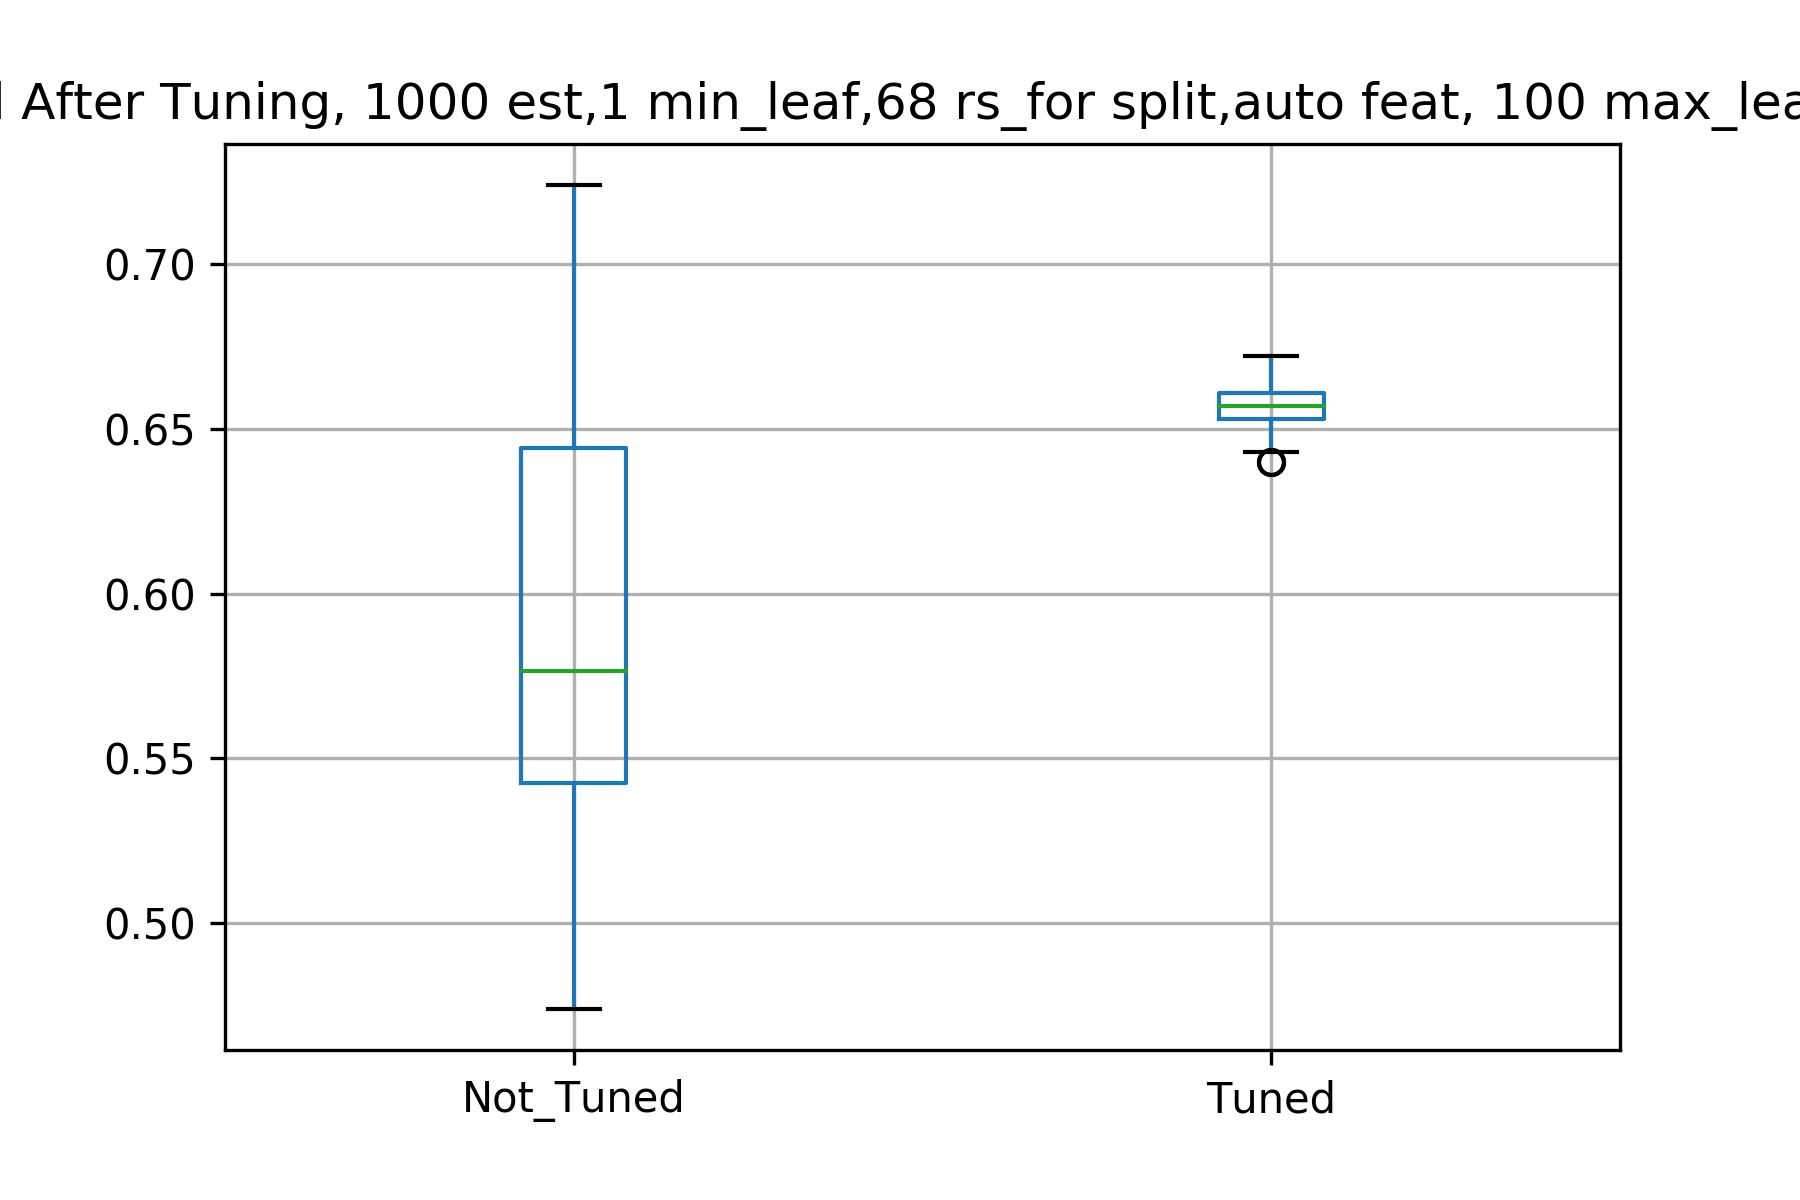 After Tuning, 1000 est,1 min_leaf,68 rs_for split,auto feat, 100
0.70
0.65
0.60
0.55
0.50
Not_Tuned
Tuned